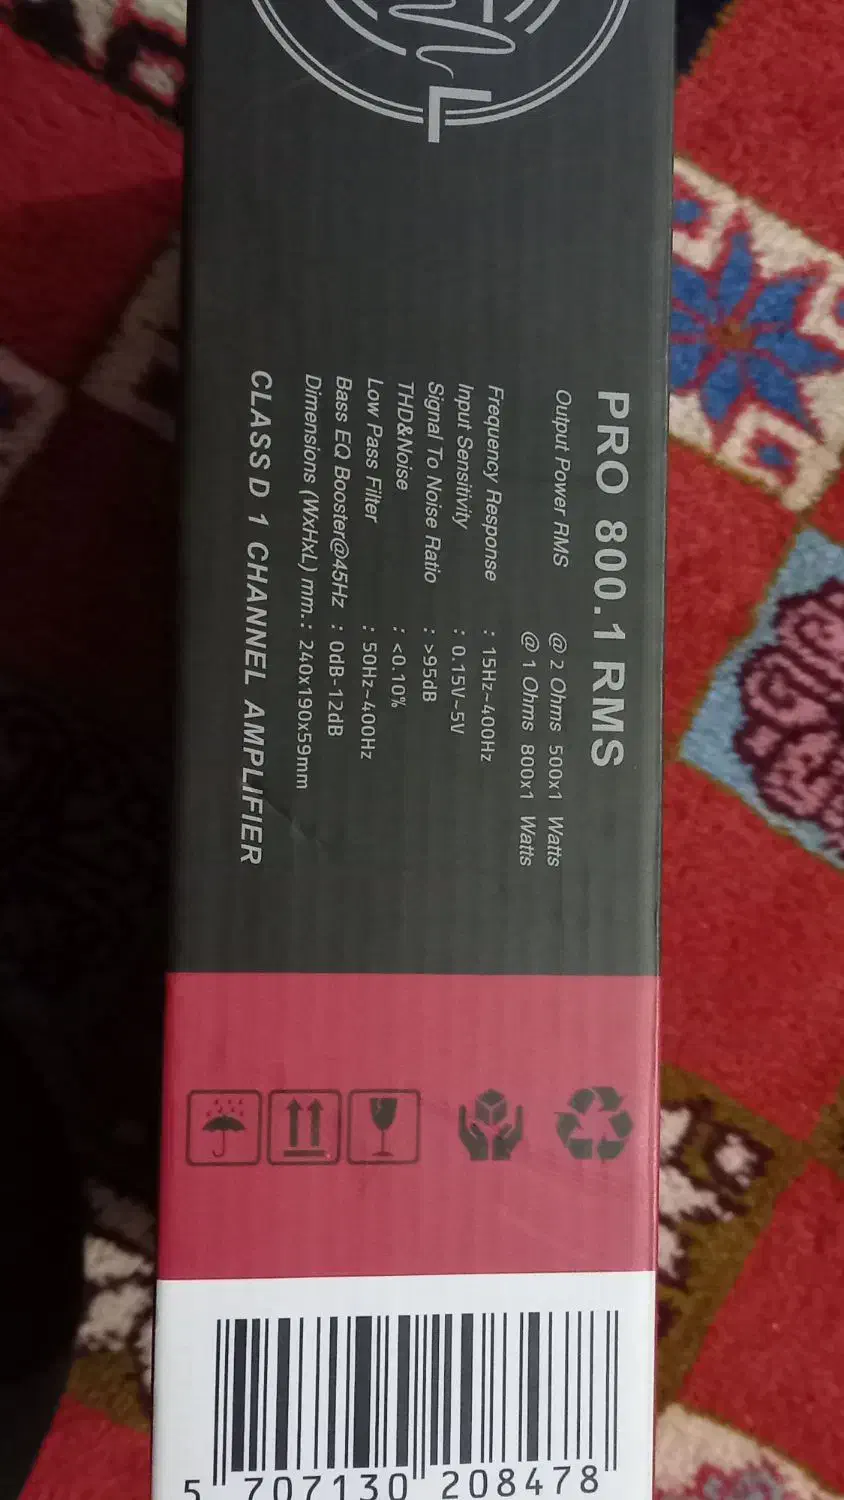 PRO 800.1 RMS
Output Power RMS @ 2 Ohms 500x1 Watts
@ 1 Ohms 800x1 Watts
Frequency Response : 15Hz~400Hz
Input Sensitivity : 0.15V~5V
Signal To Noise Ratio : >95dB
THD&Noise : <0.10%
Low Pass Filter : 50Hz~400Hz
Bass EQ Booster@45Hz : 0dB-12dB
Dimensions (WxHxL) mm.: 240x190x59mm
CLASS D 1 CHANNEL AMPLIFIER
5 707130 208478